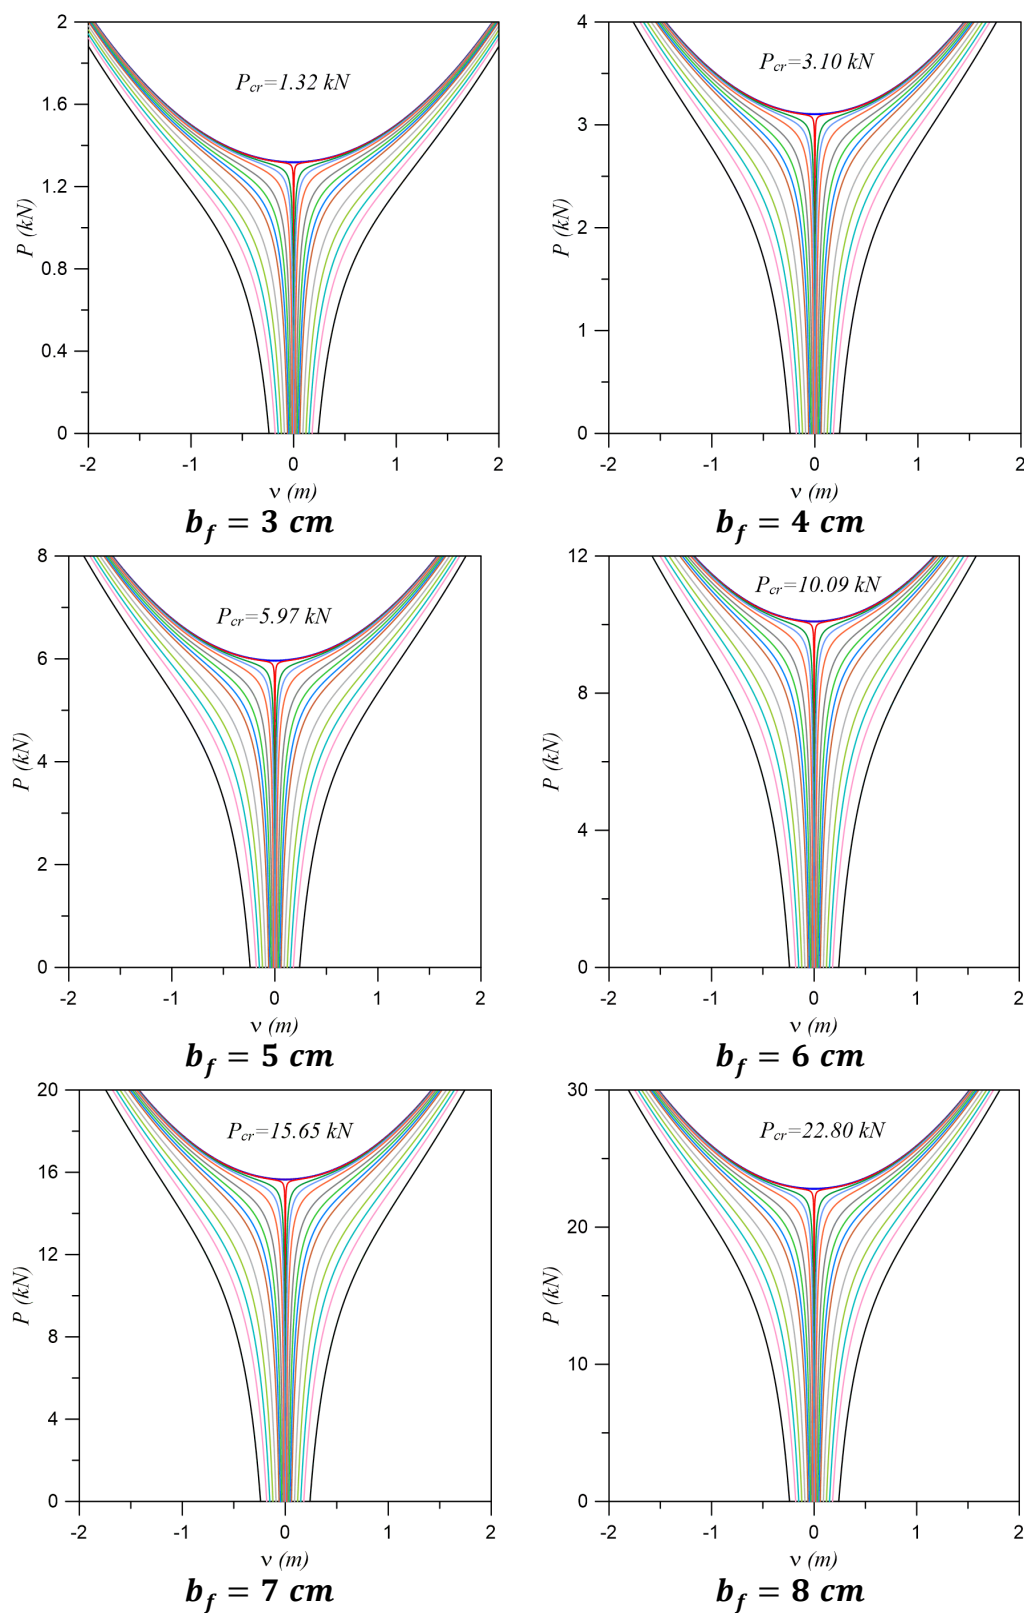 2
1.6
1.2
0.8
0.4
0
P (kN)
P_cr=1.32 kN
-2 -1 0 1 2
ν (m)
b_f = 3 cm
4
3
2
1
0
P (kN)
P_cr=3.10 kN
-2 -1 0 1 2
ν (m)
b_f = 4 cm
8
6
4
2
0
P (kN)
P_cr=5.97 kN
-2 -1 0 1 2
ν (m)
b_f = 5 cm
12
8
4
0
P (kN)
P_cr=10.09 kN
-2 -1 0 1 2
ν (m)
b_f = 6 cm
20
16
12
8
4
0
P (kN)
P_cr=15.65 kN
-2 -1 0 1 2
ν (m)
b_f = 7 cm
30
20
10
0
P (kN)
P_cr=22.80 kN
-2 -1 0 1 2
ν (m)
b_f = 8 cm